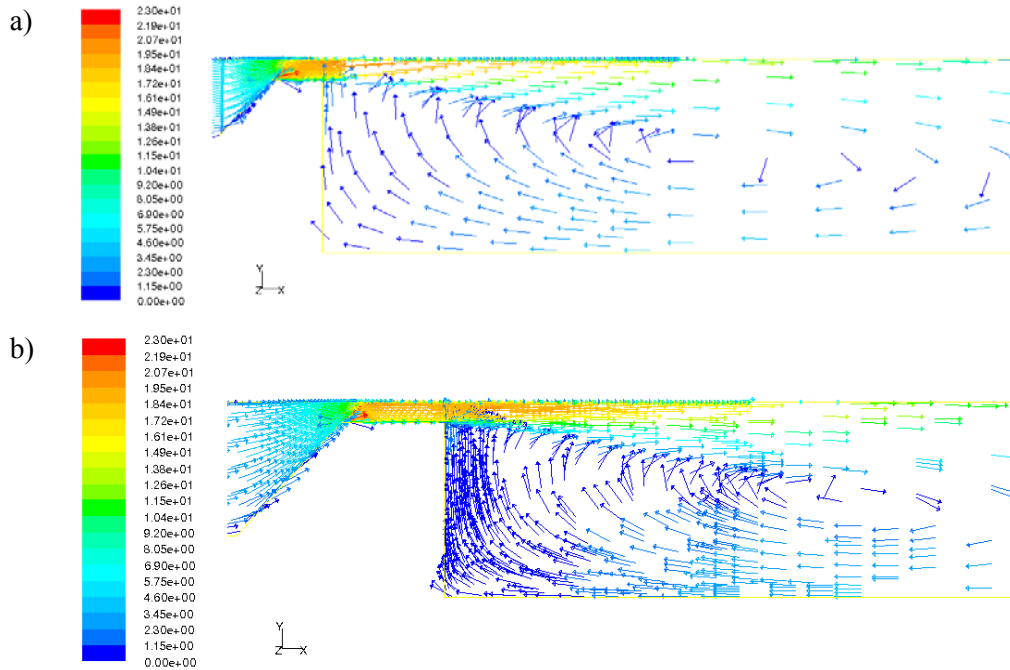 a)
2.30e+01
2.19e+01
2.07e+01
1.95e+01
1.84e+01
1.72e+01
1.61e+01
1.49e+01
1.38e+01
1.26e+01
1.15e+01
1.04e+01
9.20e+00
8.05e+00
6.90e+00
5.75e+00
4.60e+00
3.45e+00
2.30e+00
1.15e+00
0.00e+00
Y
Z X
b)
2.30e+01
2.19e+01
2.07e+01
1.95e+01
1.84e+01
1.72e+01
1.61e+01
1.49e+01
1.38e+01
1.26e+01
1.15e+01
1.04e+01
9.20e+00
8.05e+00
6.90e+00
5.75e+00
4.60e+00
3.45e+00
2.30e+00
1.15e+00
0.00e+00
Y
Z X